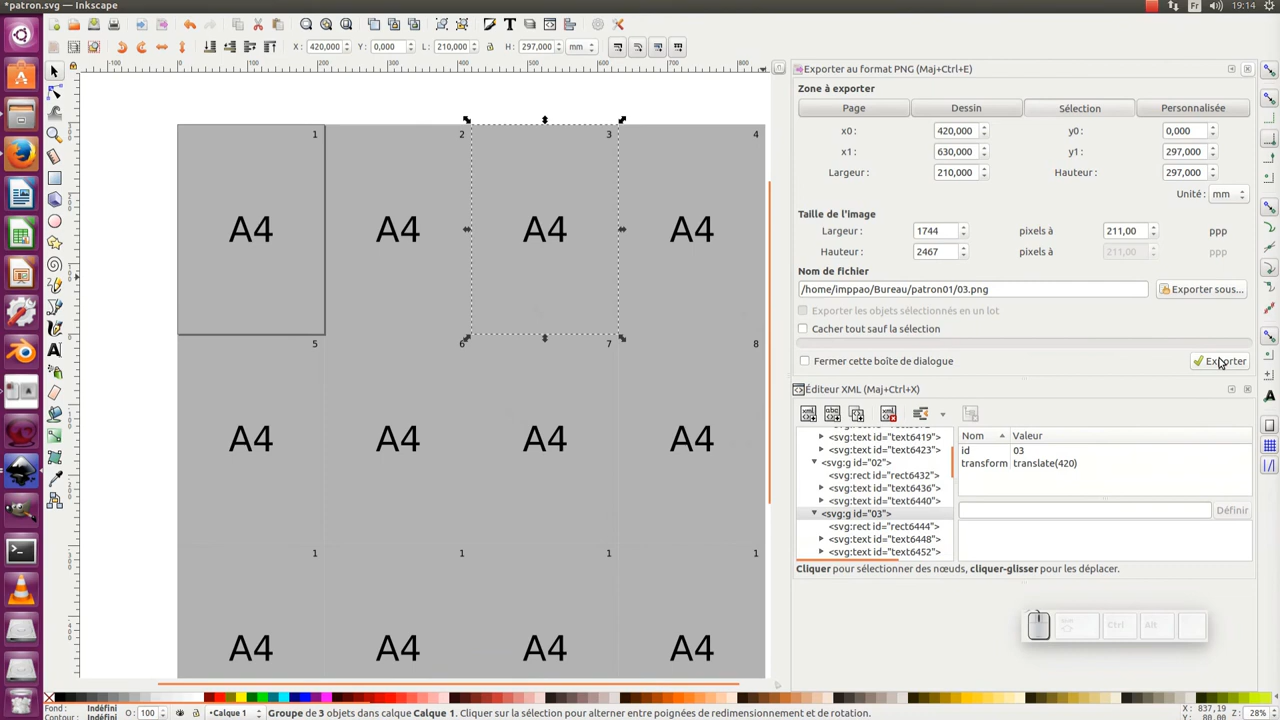 *patron.svg - Inkscape
Fr 19:14
X : 420,000 Y : 0,000 L : 210,000 H : 297,000 mm
Exporter au format PNG (Maj+Ctrl+E)
Zone à exporter
Page Dessin Sélection Personnalisée
x0 : 420,000 y0 : 0,000
x1 : 630,000 y1 : 297,000
Largeur : 210,000 Hauteur : 297,000
Unité : mm
Taille de l'image
Largeur : 1744 pixels à 211,00 ppp
Hauteur : 2467 pixels à 211,00 ppp
Nom de fichier
/home/imppao/Bureau/patron01/03.png Exporter sous...
Exporter les objets sélectionnés en un lot
Cacher tout sauf la sélection
Fermer cette boîte de dialogue Exporter
Éditeur XML (Maj+Ctrl+X)
Nom Valeur
id 03
transform translate(420)
<svg:text id="text6419">
<svg:text id="text6423">
<svg:g id="02">
<svg:rect id="rect6432">
<svg:text id="text6436">
<svg:text id="text6440">
<svg:g id="03">
<svg:rect id="rect6444">
<svg:text id="text6448">
<svg:text id="text6452">
Définir
Cliquer pour sélectionner des nœuds, cliquer-glisser pour les déplacer.
Ctrl Alt
1 2 3 4
A4 A4 A4 A4
5 6 7 8
A4 A4 A4 A4
1 1 1 1
A4 A4 A4 A4
Fond : Indéfini
Contour : Indéfini
O : 100
Calque 1
Groupe de 3 objets dans calque Calque 1. Cliquer sur la sélection pour alterner entre poignées de redimensionnement et de rotation.
X : 837,19
Y : 80,00
Z : 28%